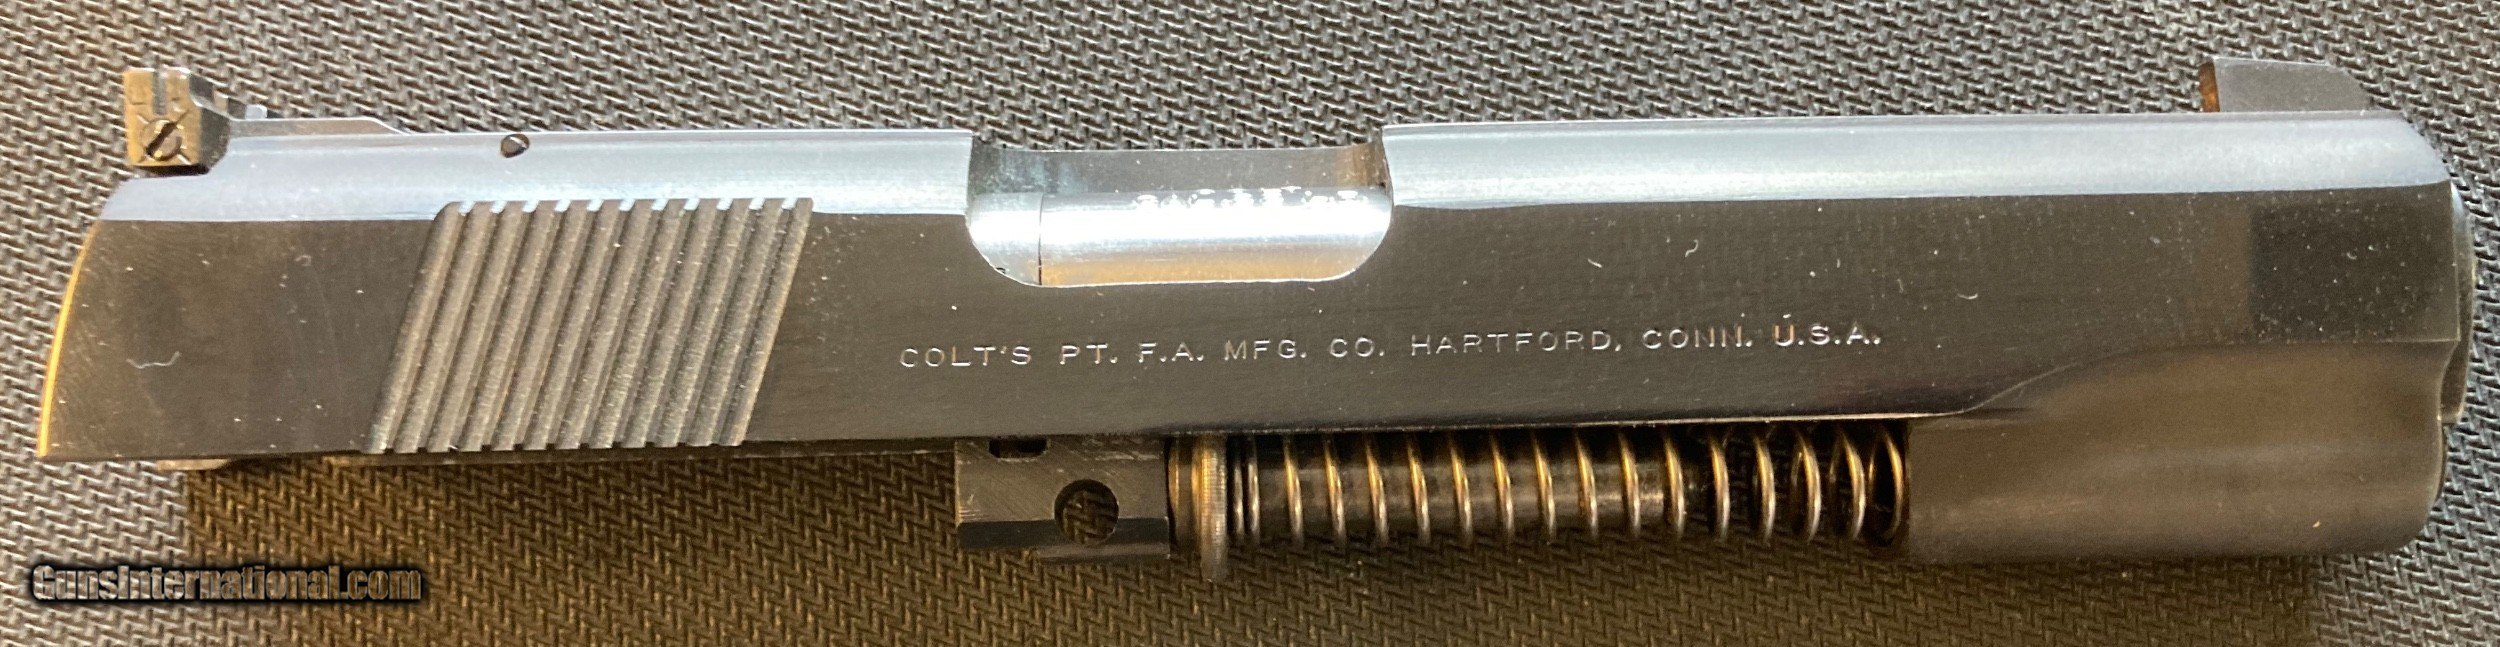 COLT'S PT. F.A. MFG. CO. HARTFORD, CONN. U.S.A.
GunsInternational.com